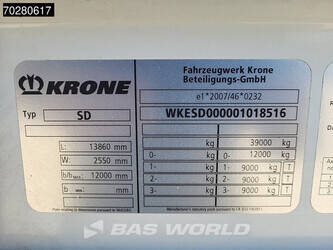 70280617
KRONE
Fahrzeugwerk Krone
Beteiligungs-GmbH
e1*2007/46*0232
Typ SD
WKESD000001018516
L: 13860 mm
W: 2550 mm
b/b min. 12000 mm
b mm
kg 39000 kg
0- kg 0- 12000 kg
1- kg 1- 9000 kg T
2- kg 2- 9000 kg T
3- kg 3- 9000 kg T
BAS WORLD